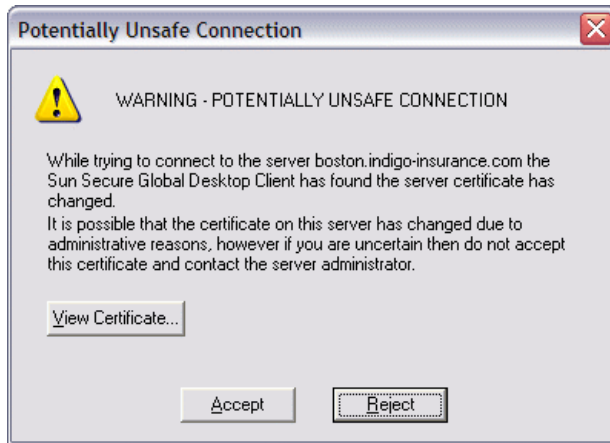 Potentially Unsafe Connection
WARNING - POTENTIALLY UNSAFE CONNECTION
While trying to connect to the server boston.indigo-insurance.com the
Sun Secure Global Desktop Client has found the server certificate has
changed.
It is possible that the certificate on this server has changed due to
administrative reasons, however if you are uncertain then do not accept
this certificate and contact the server administrator.
View Certificate...
Accept
Reject